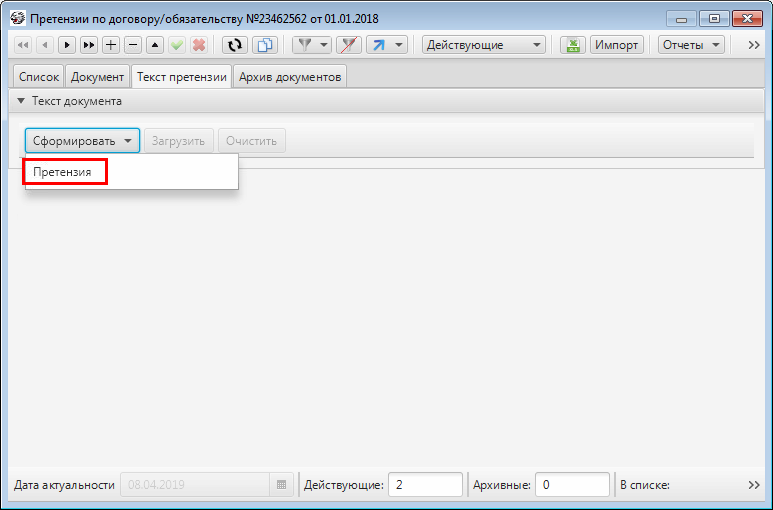 Претензии по договору/обязательству №23462562 от 01.01.2018
Действующие Импорт Отчеты
Список Документ Текст претензии Архив документов
Текст документа
Сформировать Загрузить Очистить
Претензия
Дата актуальности 08.04.2019 Действующие: 2 Архивные: 0 В списке: